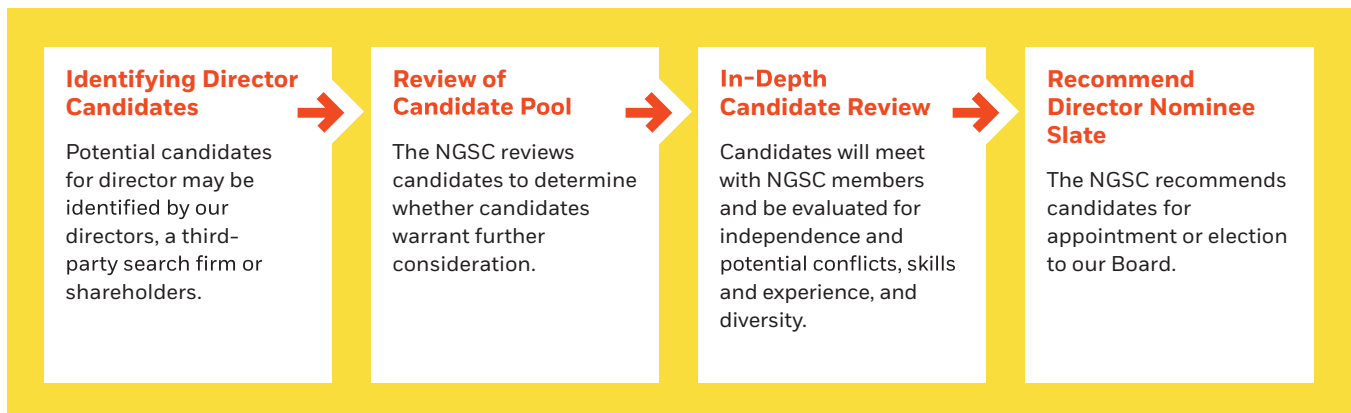 Identifying Director
Candidates
Potential candidates
for director may be
identified by our
directors, a third-
party search firm or
shareholders.
Review of
Candidate Pool
The NGSC reviews
candidates to determine
whether candidates
warrant further
consideration.
In-Depth
Candidate Review
Candidates will meet
with NGSC members
and be evaluated for
independence and
potential conflicts, skills
and experience, and
diversity.
Recommend
Director Nominee
Slate
The NGSC recommends
candidates for
appointment or election
to our Board.